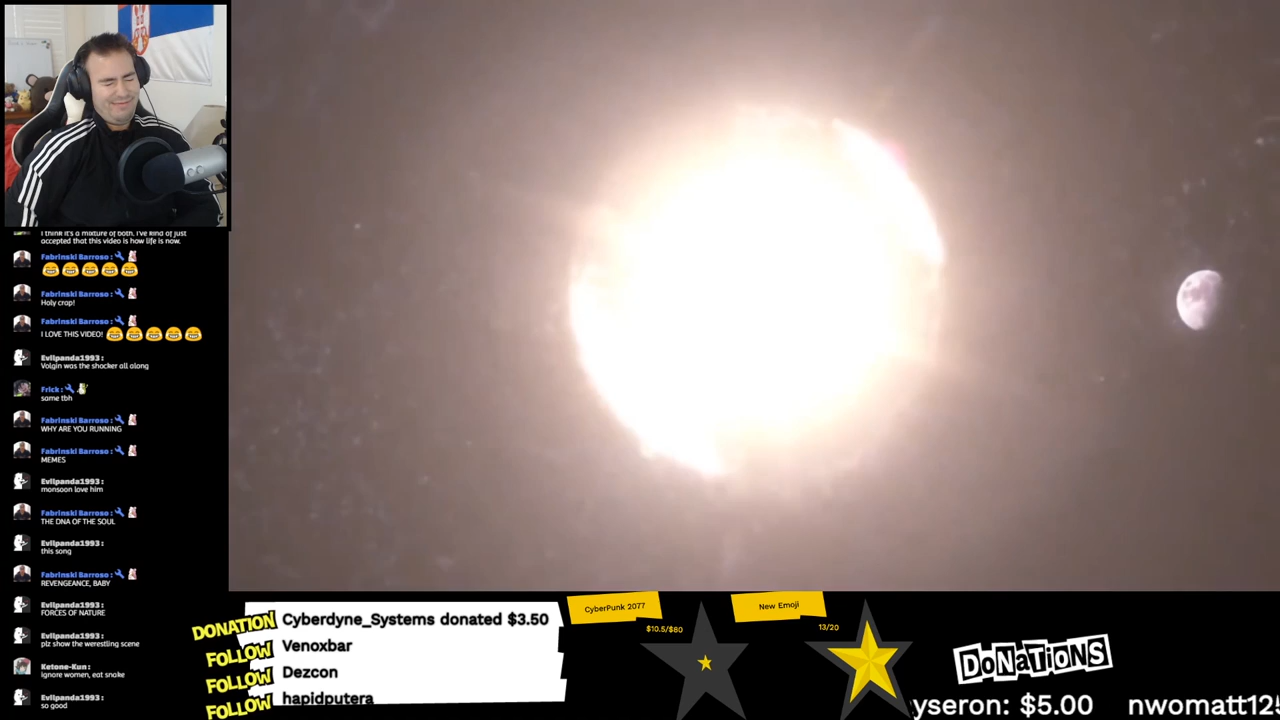 I think it's a mixture of both. I've kind of just
accepted that this video is how life is now.
Fabrinski Barroso :
Fabrinski Barroso :
Holy crap!
Fabrinski Barroso :
I LOVE THIS VIDEO!
Evilpanda1993 :
Volgin was the shocker all along
Frick :
same tbh
Fabrinski Barroso :
WHY ARE YOU RUNNING
Fabrinski Barroso :
MEMES
Evilpanda1993 :
monsoon love him
Fabrinski Barroso :
THE DNA OF THE SOUL
Evilpanda1993 :
this song
Fabrinski Barroso :
REVENGEANCE, BABY
Evilpanda1993 :
FORCES OF NATURE
Evilpanda1993 :
plz show the werestling scene
Ketone-Kun :
Ignore women, eat snake
Evilpanda1993 :
so good
DONATION Cyberdyne_Systems donated $3.50
FOLLOW Venoxbar
FOLLOW Dezcon
FOLLOW hapidputera
CyberPunk 2077
$10.5/$80
New Emoji
13/20
DoNaTioNS
yseron: $5.00 nwomatt125